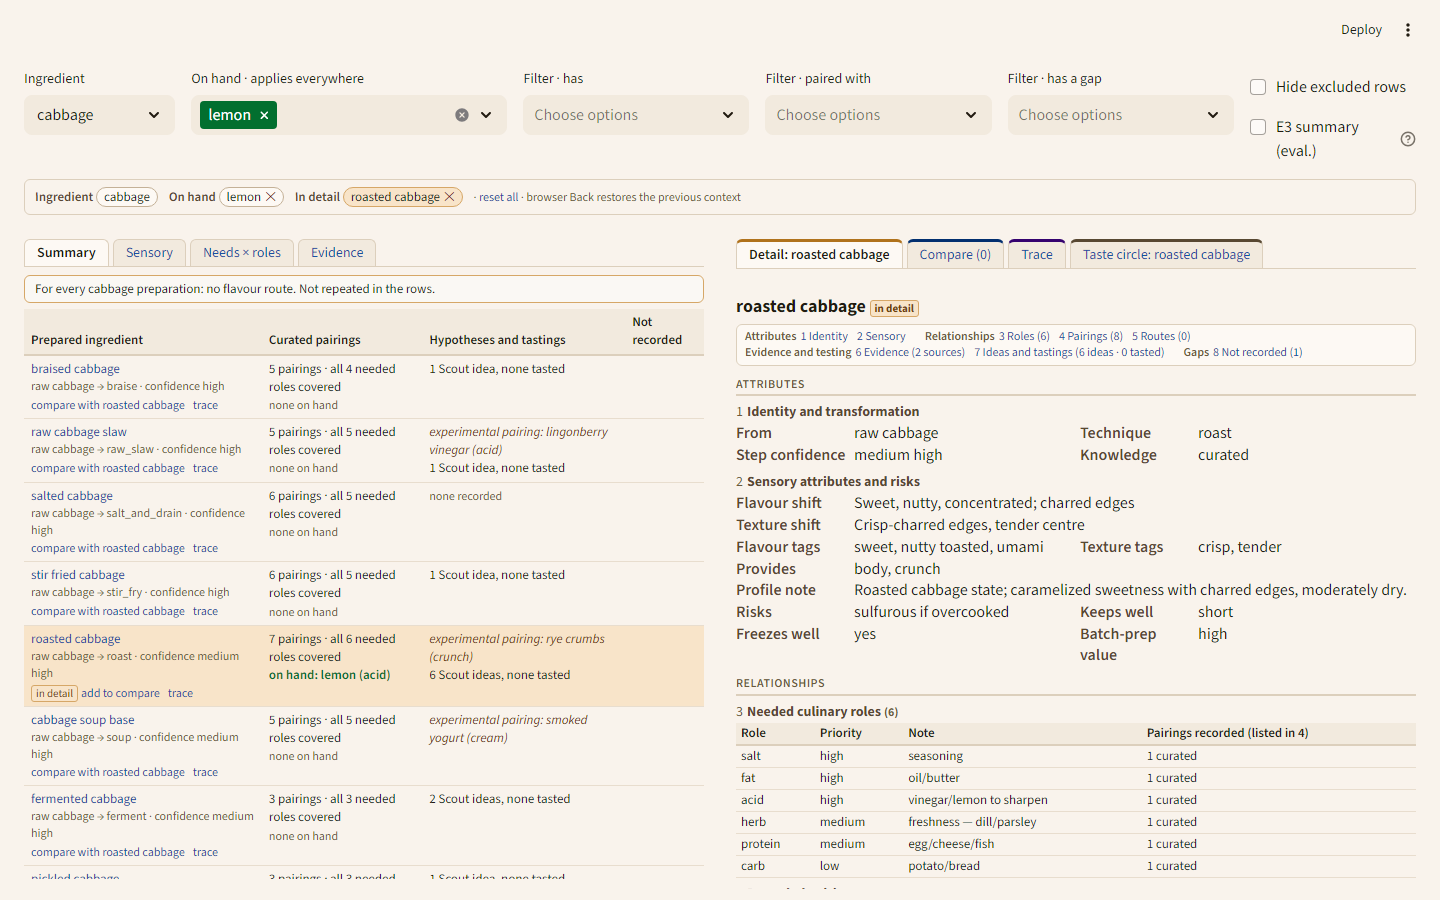 Deploy
Ingredient
On hand · applies everywhere
Filter · has
Filter · paired with
Filter · has a gap
cabbage
lemon ×
Choose options
Choose options
Choose options
Hide excluded rows
E3 summary
(eval.)
Ingredient cabbage On hand lemon × In detail roasted cabbage × · reset all · browser Back restores the previous context
Summary
Sensory
Needs × roles
Evidence
For every cabbage preparation: no flavour route. Not repeated in the rows.
Prepared ingredient
Curated pairings
Hypotheses and tastings
Not
recorded
braised cabbage
raw cabbage → braise · confidence high
compare with roasted cabbage trace
5 pairings · all 4 needed
roles covered
none on hand
1 Scout idea, none tasted
raw cabbage slaw
raw cabbage → raw_slaw · confidence high
compare with roasted cabbage trace
5 pairings · all 5 needed
roles covered
none on hand
experimental pairing: lingonberry
vinegar (acid)
1 Scout idea, none tasted
salted cabbage
raw cabbage → salt_and_drain · confidence
high
compare with roasted cabbage trace
6 pairings · all 5 needed
roles covered
none on hand
none recorded
stir fried cabbage
raw cabbage → stir_fry · confidence high
compare with roasted cabbage trace
6 pairings · all 5 needed
roles covered
none on hand
1 Scout idea, none tasted
roasted cabbage
raw cabbage → roast · confidence medium
high
in detail add to compare trace
7 pairings · all 6 needed
roles covered
on hand: lemon (acid)
experimental pairing: rye crumbs
(crunch)
6 Scout ideas, none tasted
cabbage soup base
raw cabbage → soup · confidence medium
high
compare with roasted cabbage trace
5 pairings · all 5 needed
roles covered
none on hand
experimental pairing: smoked
yogurt (cream)
fermented cabbage
raw cabbage → ferment · confidence medium
high
compare with roasted cabbage trace
3 pairings · all 3 needed
roles covered
none on hand
2 Scout ideas, none tasted
pickled cabbage
3 pairings · all 3 needed
1 Scout idea, none tasted
Detail: roasted cabbage
Compare (0)
Trace
Taste circle: roasted cabbage
roasted cabbage in detail
Attributes 1 Identity 2 Sensory Relationships 3 Roles (6) 4 Pairings (8) 5 Routes (0)
Evidence and testing 6 Evidence (2 sources) 7 Ideas and tastings (6 ideas · 0 tasted) Gaps 8 Not recorded (1)
ATTRIBUTES
1 Identity and transformation
From raw cabbage Technique roast
Step confidence medium high Knowledge curated
2 Sensory attributes and risks
Flavour shift Sweet, nutty, concentrated; charred edges
Texture shift Crisp-charred edges, tender centre
Flavour tags sweet, nutty toasted, umami Texture tags crisp, tender
Provides body, crunch
Profile note Roasted cabbage state; caramelized sweetness with charred edges, moderately dry.
Risks sulfurous if overcooked Keeps well short
Freezes well yes Batch-prep high
value
RELATIONSHIPS
3 Needed culinary roles (6)
Role Priority Note Pairings recorded (listed in 4)
salt high seasoning 1 curated
fat high oil/butter 1 curated
acid high vinegar/lemon to sharpen 1 curated
herb medium freshness — dill/parsley 1 curated
protein medium egg/cheese/fish 1 curated
carb low potato/bread 1 curated